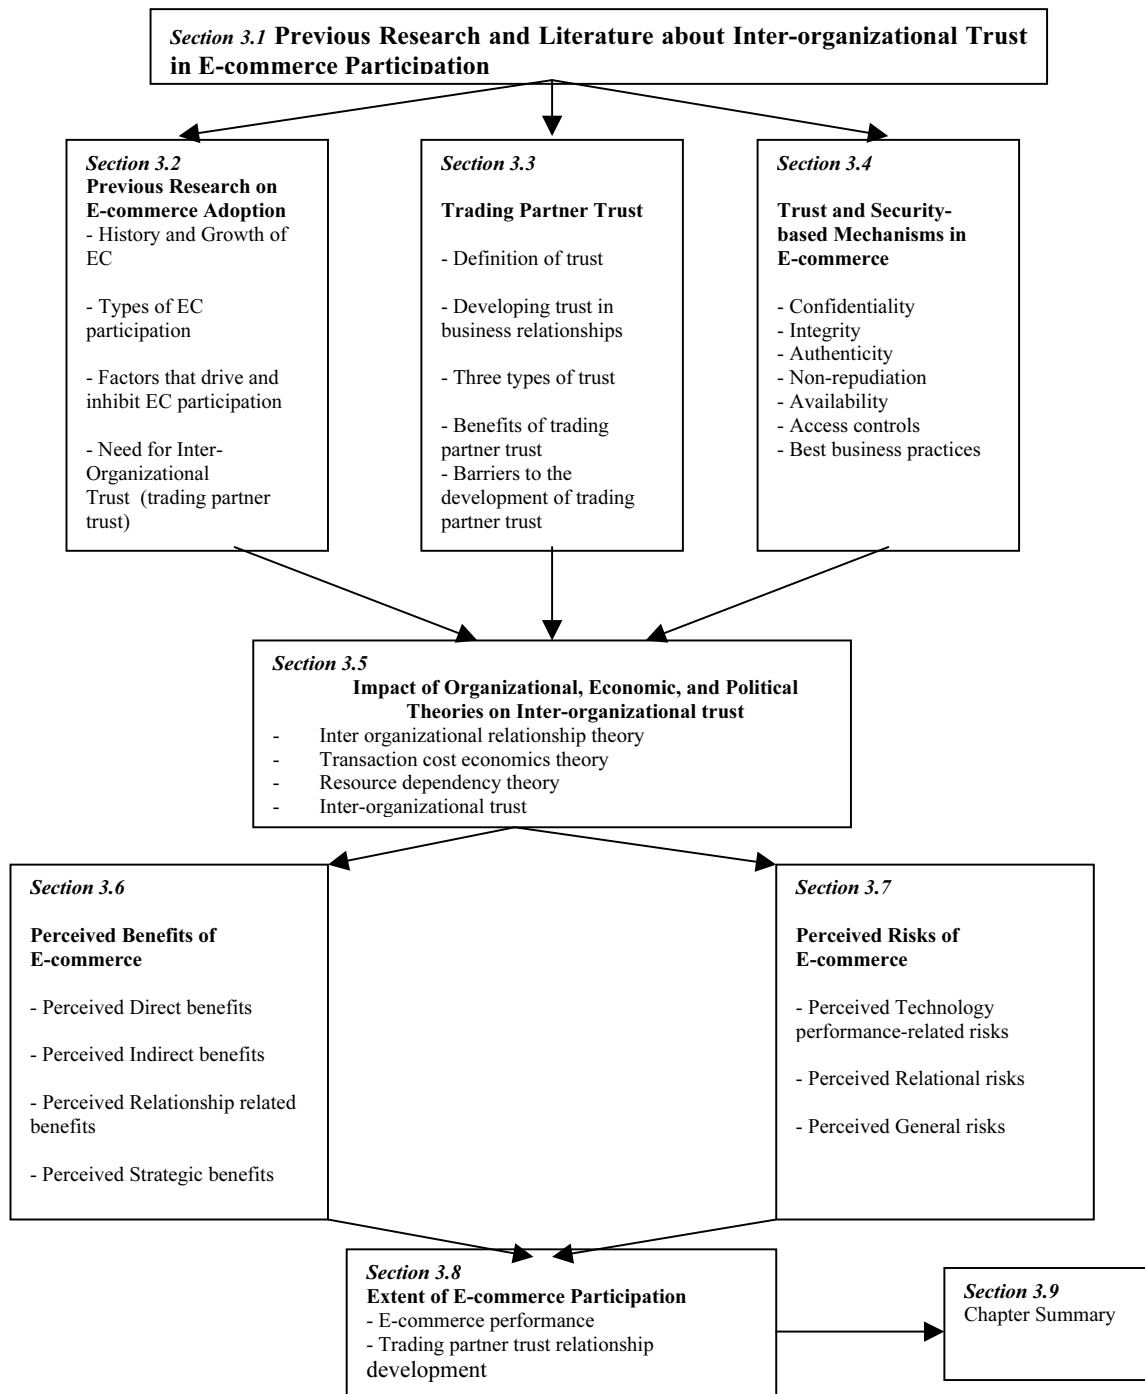 Section 3.1 Previous Research and Literature about Inter-organizational Trust
in E-commerce Participation
Section 3.2
Previous Research on
E-commerce Adoption
- History and Growth of
EC
- Types of EC
participation
- Factors that drive and
inhibit EC participation
- Need for Inter-
Organizational
Trust (trading partner
trust)
Section 3.3
Trading Partner Trust
- Definition of trust
- Developing trust in
business relationships
- Three types of trust
- Benefits of trading
partner trust
- Barriers to the
development of trading
partner trust
Section 3.4
Trust and Security-
based Mechanisms in
E-commerce
- Confidentiality
- Integrity
- Authenticity
- Non-repudiation
- Availability
- Access controls
- Best business practices
Section 3.5
Impact of Organizational, Economic, and Political
Theories on Inter-organizational trust
- Inter organizational relationship theory
- Transaction cost economics theory
- Resource dependency theory
- Inter-organizational trust
Section 3.6
Perceived Benefits of
E-commerce
- Perceived Direct benefits
- Perceived Indirect benefits
- Perceived Relationship related
benefits
- Perceived Strategic benefits
Section 3.7
Perceived Risks of
E-commerce
- Perceived Technology
performance-related risks
- Perceived Relational risks
- Perceived General risks
Section 3.8
Extent of E-commerce Participation
- E-commerce performance
- Trading partner trust relationship
development
Section 3.9
Chapter Summary